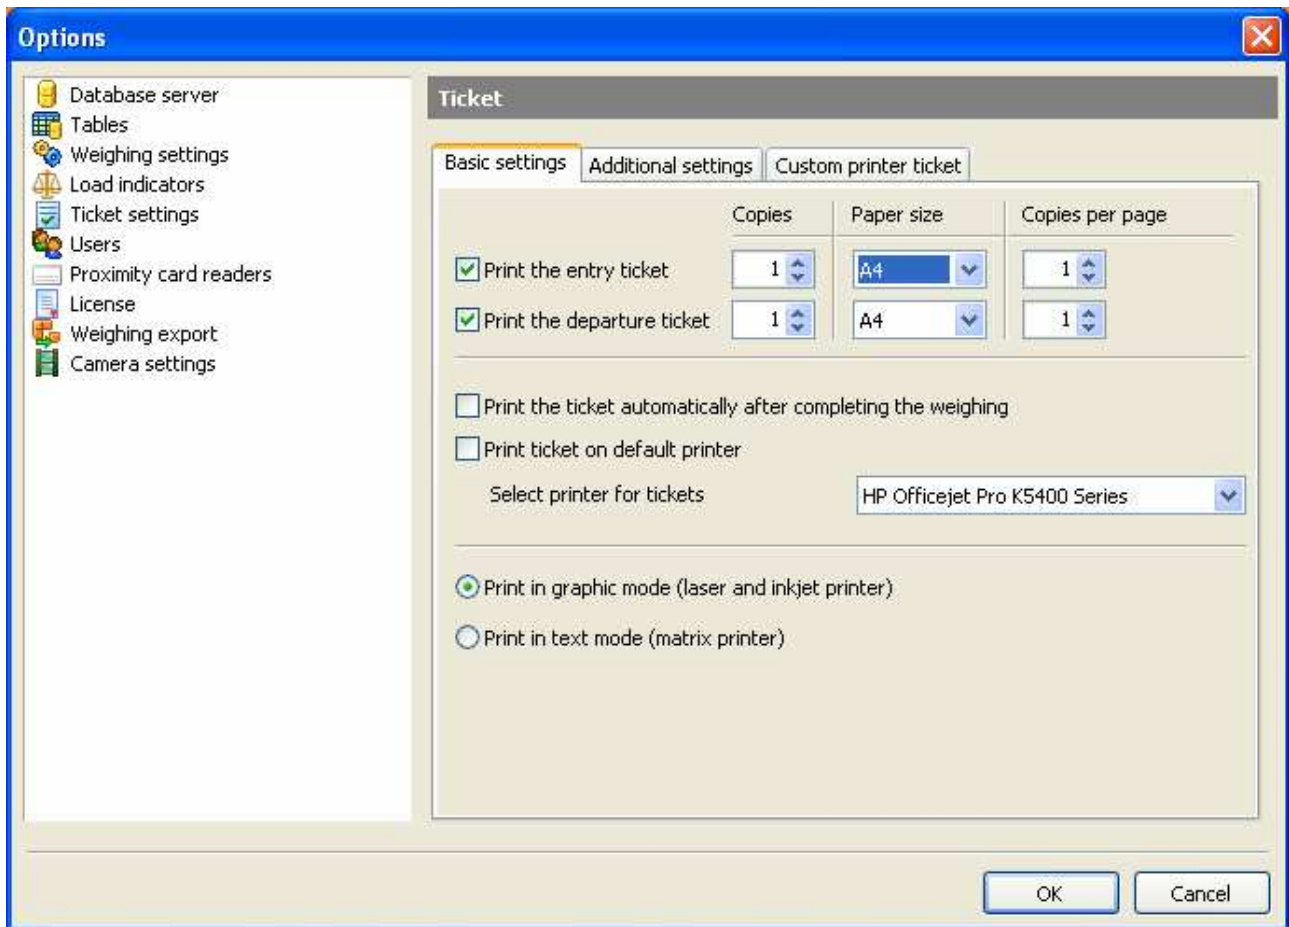 Options
Database server
Tables
Weighing settings
Load indicators
Ticket settings
Users
Proximity card readers
License
Weighing export
Camera settings
Ticket
Basic settings Additional settings Custom printer ticket
Copies Paper size Copies per page
Print the entry ticket 1 A4 1
Print the departure ticket 1 A4 1
Print the ticket automatically after completing the weighing
Print ticket on default printer
Select printer for tickets HP Officejet Pro K5400 Series
Print in graphic mode (laser and inkjet printer)
Print in text mode (matrix printer)
OK Cancel